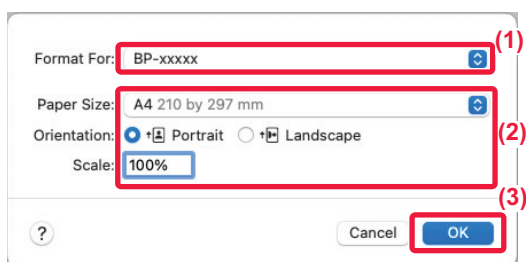 (1)
Format For: BP-xxxxx
Paper Size: A4 210 by 297 mm
Orientation: Portrait Landscape
(2)
Scale: 100%
(3)
? Cancel OK